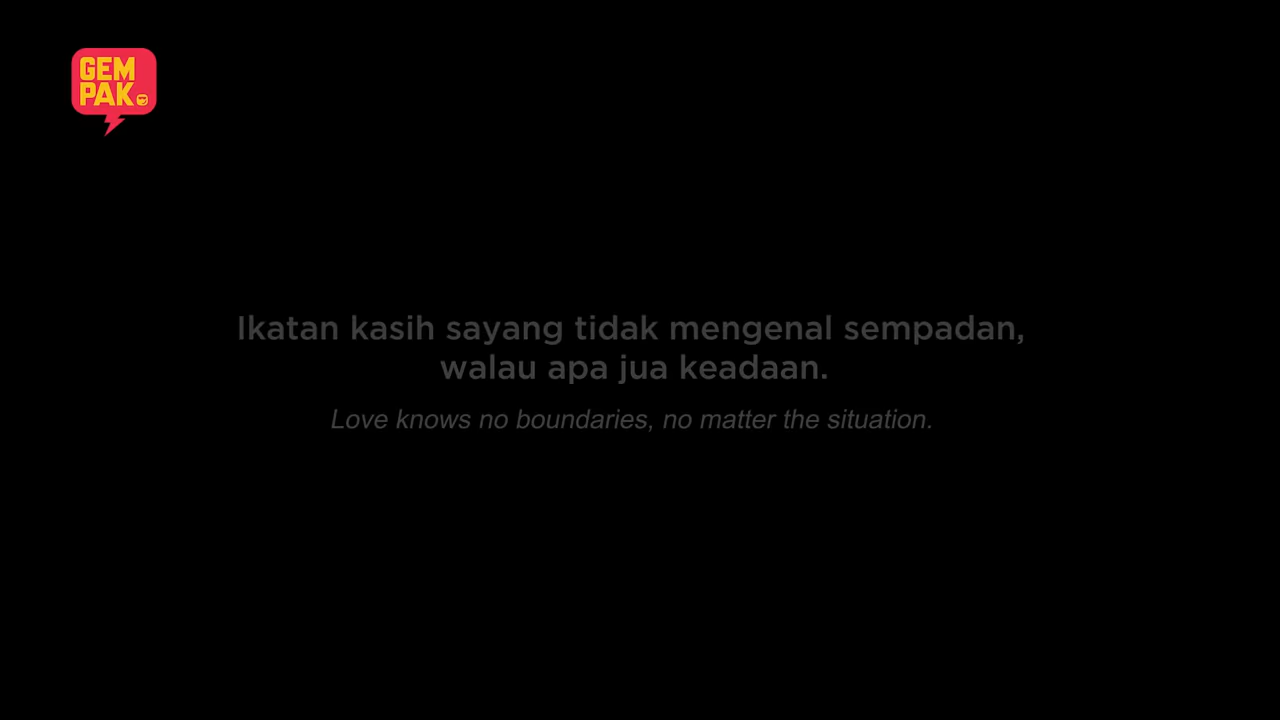 GEM
PAK
Ikatan kasih sayang tidak mengenal sempadan,
walau apa jua keadaan.
Love knows no boundaries, no matter the situation.